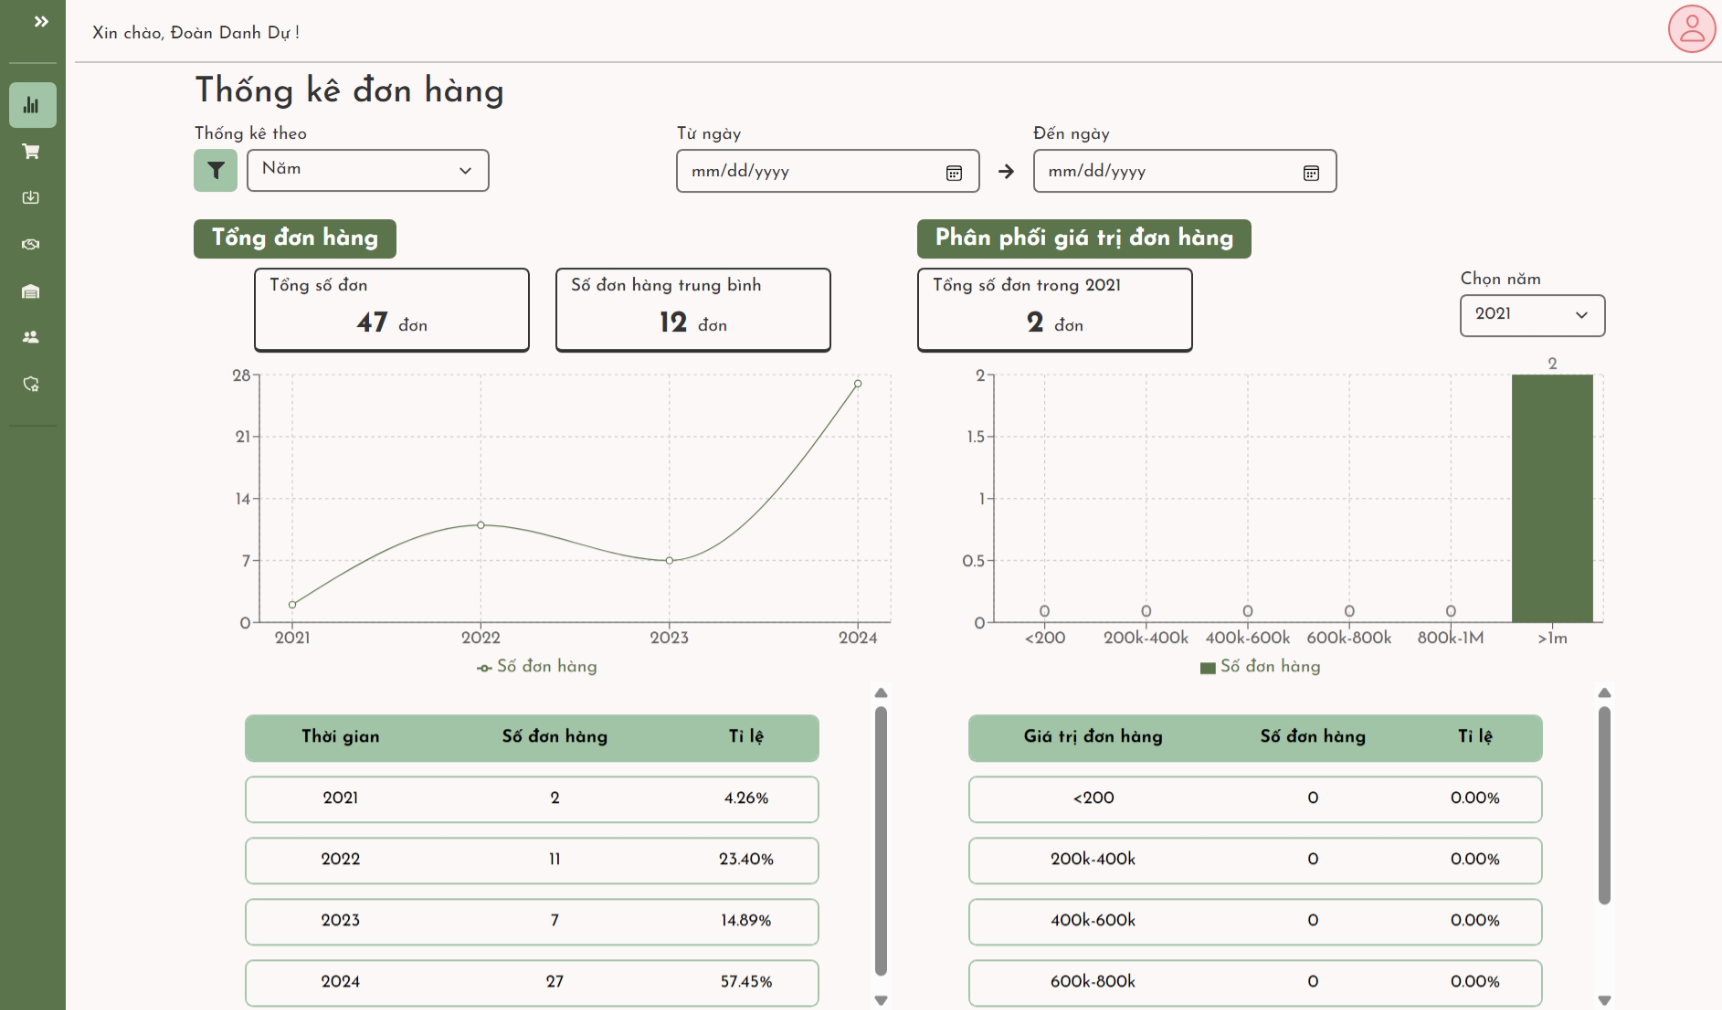 Xin chào, Đoàn Danh Dự !
Thống kê đơn hàng
Thống kê theo
Năm
Từ ngày
mm/dd/yyyy
Đến ngày
mm/dd/yyyy
Tổng đơn hàng
Tổng số đơn
47 đơn
Số đơn hàng trung bình
12 đơn
28
21
14
7
0
2021 2022 2023 2024
Số đơn hàng
Thời gian Số đơn hàng Tỉ lệ
2021 2 4.26%
2022 11 23.40%
2023 7 14.89%
2024 27 57.45%
Phân phối giá trị đơn hàng
Tổng số đơn trong 2021
2 đơn
Chọn năm
2021
2
1.5
1
0.5
0
0 0 0 0 0 2
<200 200k-400k 400k-600k 600k-800k 800k-1M >1m
Số đơn hàng
Giá trị đơn hàng Số đơn hàng Tỉ lệ
<200 0 0.00%
200k-400k 0 0.00%
400k-600k 0 0.00%
600k-800k 0 0.00%